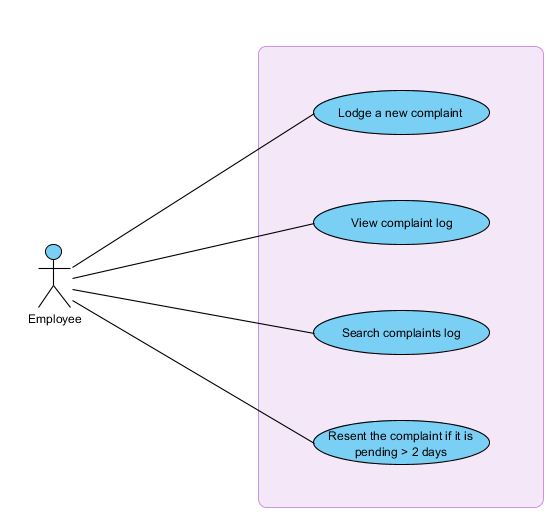 Lodge a new complaint
View complaint log
Employee
Search complaints log
Resent the complaint if it is
pending > 2 days